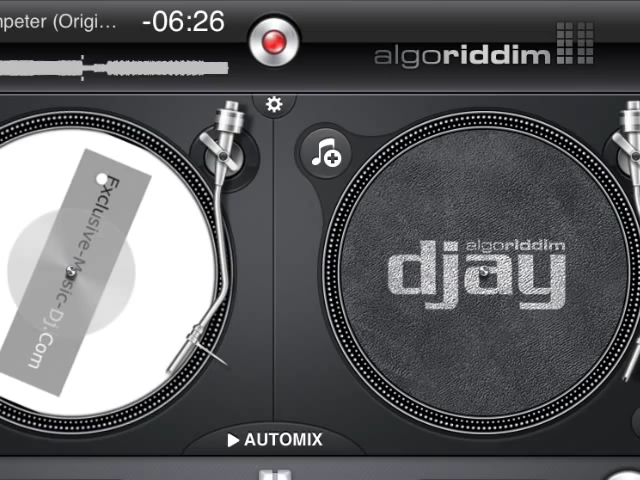 mpeter (Origi...
-06:26
algoriddim
Exclusive-Music-Dj.Com
algoriddim
djay
AUTOMIX